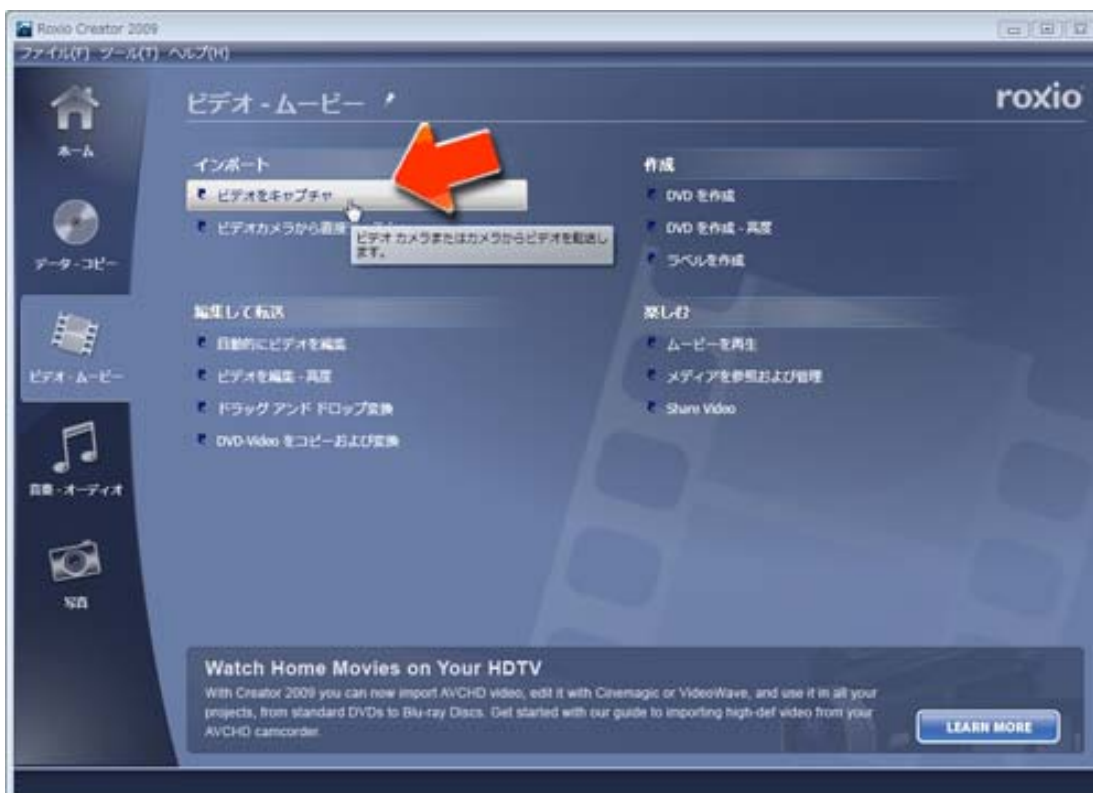 Roxio Creator 2009
ファイル(F) ツール(T) ヘルプ(H)
ホーム
データ - コピー
ビデオ - ムービー
音楽 - オーディオ
写真
ビデオ - ムービー
roxio
インポート
ビデオをキャプチャ
ビデオカメラから直接
ビデオ カメラまたはカメラからビデオを転送し
ます。
作成
DVD を作成
DVD を作成 - 高度
ラベルを作成
編集して転送
自動的にビデオを編集
ビデオを編集 - 高度
ドラッグ アンド ドロップ変換
DVD-Video をコピーおよび変換
楽しむ
ムービーを再生
メディアを参照および管理
Share Video
Watch Home Movies on Your HDTV
With Creator 2009 you can now import AVCHD video, edit it with Cinemagic or VideoWave, and use it in all your
projects, from standard DVDs to Blu-ray Discs. Get started with our guide to importing high-def video from your
AVCHD camcorder.
LEARN MORE